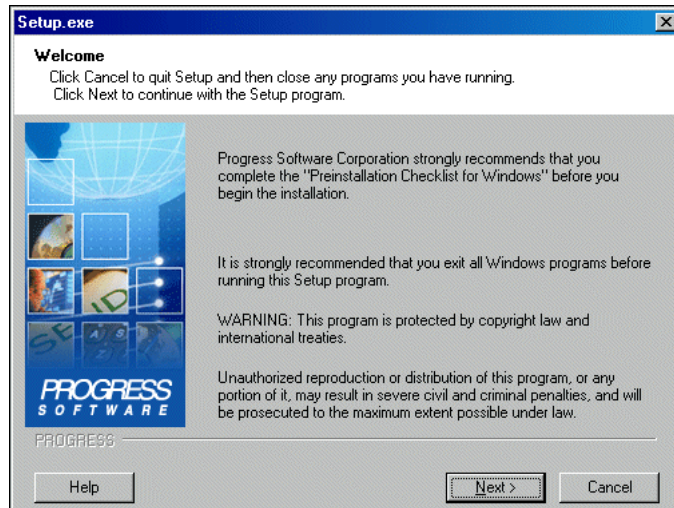 Setup.exe
Welcome
Click Cancel to quit Setup and then close any programs you have running.
Click Next to continue with the Setup program.
Progress Software Corporation strongly recommends that you
complete the "Preinstallation Checklist for Windows" before you
begin the installation.
It is strongly recommended that you exit all Windows programs before
running this Setup program.
WARNING: This program is protected by copyright law and
international treaties.
Unauthorized reproduction or distribution of this program, or any
portion of it, may result in severe civil and criminal penalties, and will
be prosecuted to the maximum extent possible under law.
SEND
PROGRESS
SOFTWARE
PROGRESS
Help
Next >
Cancel